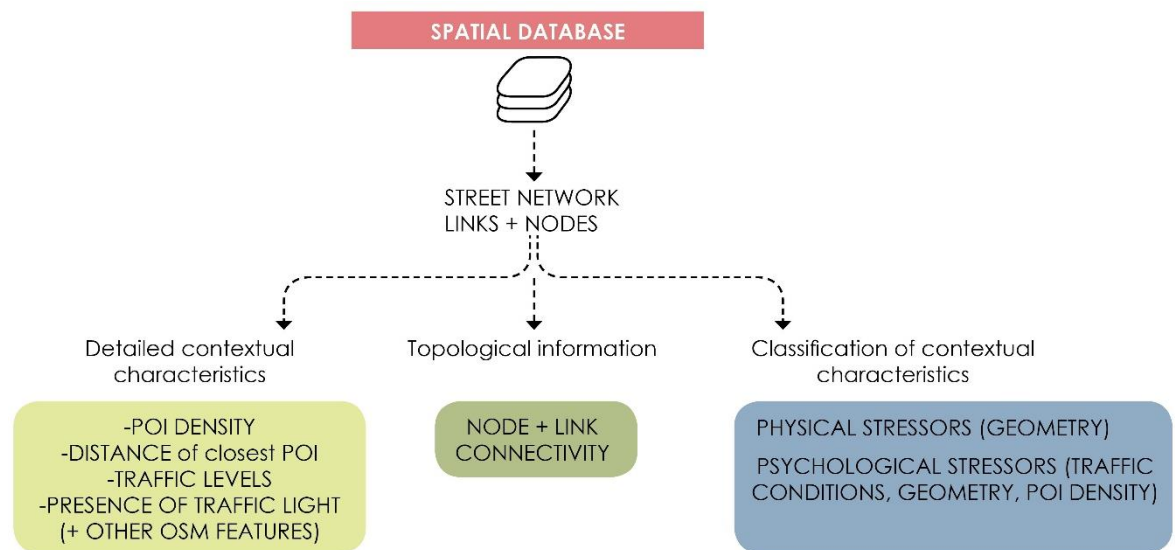 SPATIAL DATABASE
STREET NETWORK
LINKS + NODES
Detailed contextual
characteristics
-POI DENSITY
-DISTANCE of closest POI
-TRAFFIC LEVELS
-PRESENCE OF TRAFFIC LIGHT
(+ OTHER OSM FEATURES)
Topological information
NODE + LINK
CONNECTIVITY
Classification of contextual
characteristics
PHYSICAL STRESSORS (GEOMETRY)
PSYCHOLOGICAL STRESSORS (TRAFFIC
CONDITIONS, GEOMETRY, POI DENSITY)